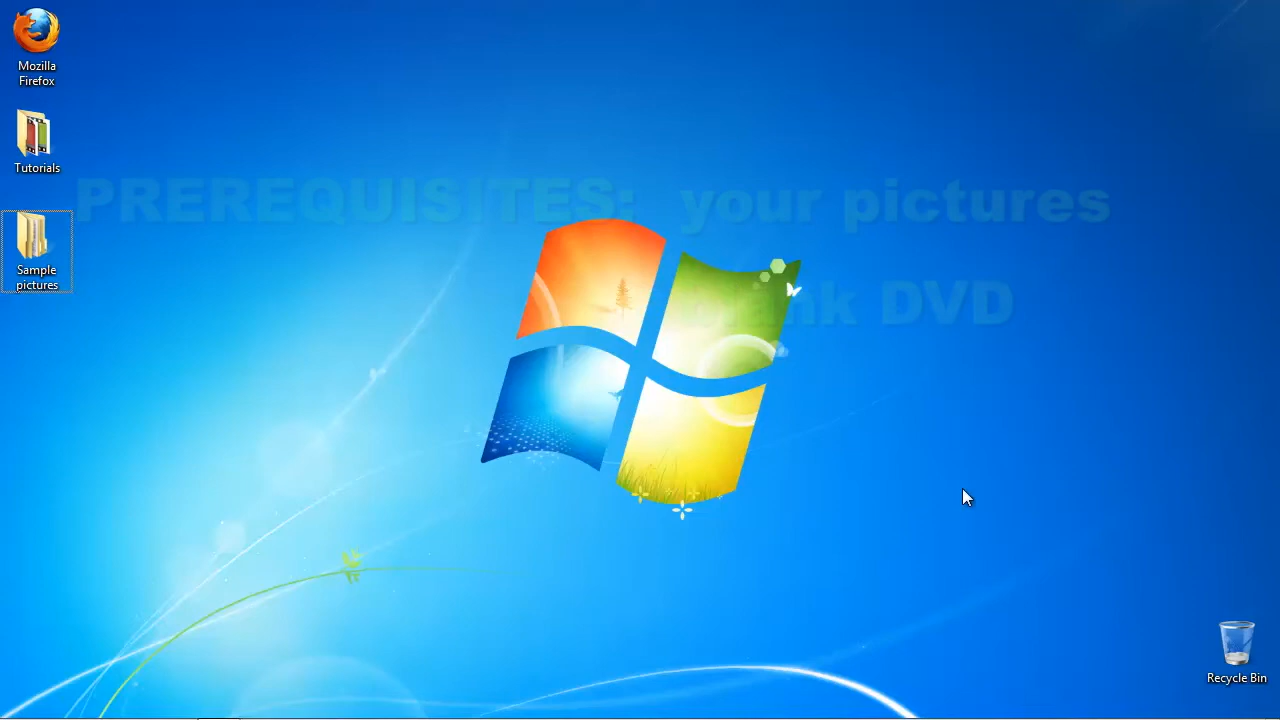 Mozilla
Firefox
Tutorials
PREREQUISITES: your pictures
DVD
Sample
pictures
Recycle Bin